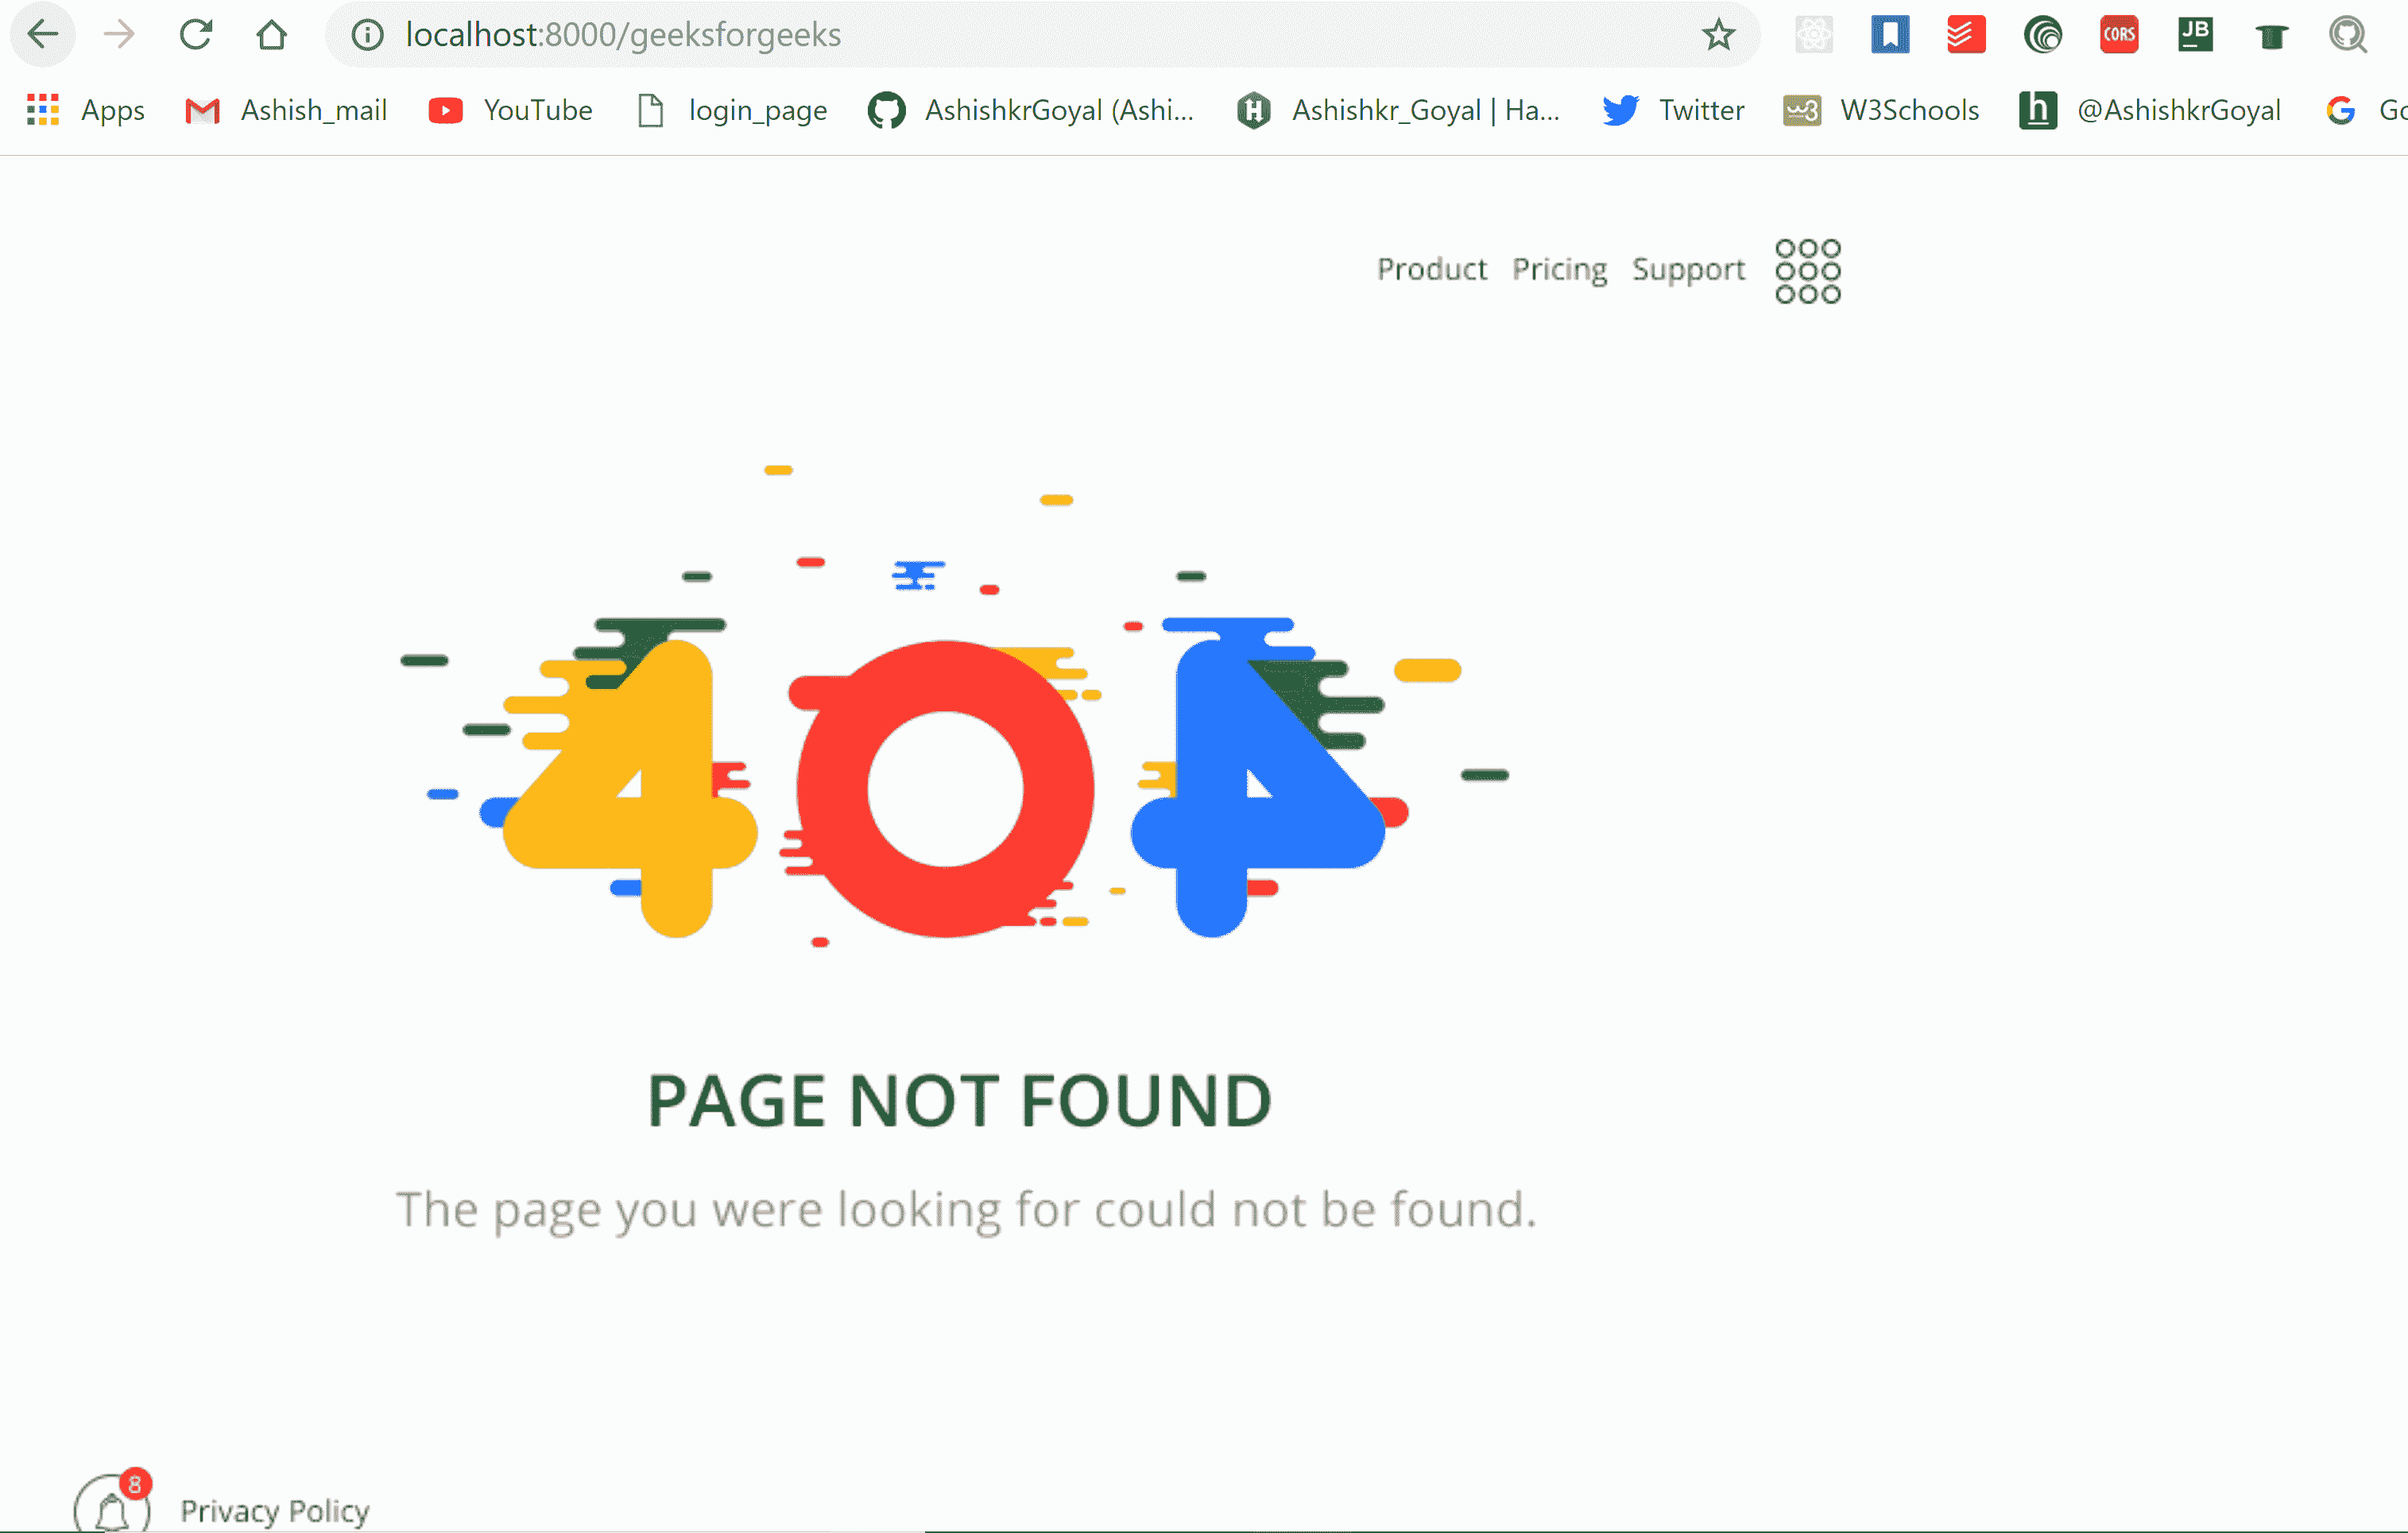 localhost:8000/geeksforgeeks
CORS
JB
Apps Ashish_mail YouTube login_page AshishkrGoyal (Ashi... Ashishkr_Goyal | Ha... Twitter W3Schools @AshishkrGoyal
Product Pricing Support
404
PAGE NOT FOUND
The page you were looking for could not be found.
8
Privacy Policy